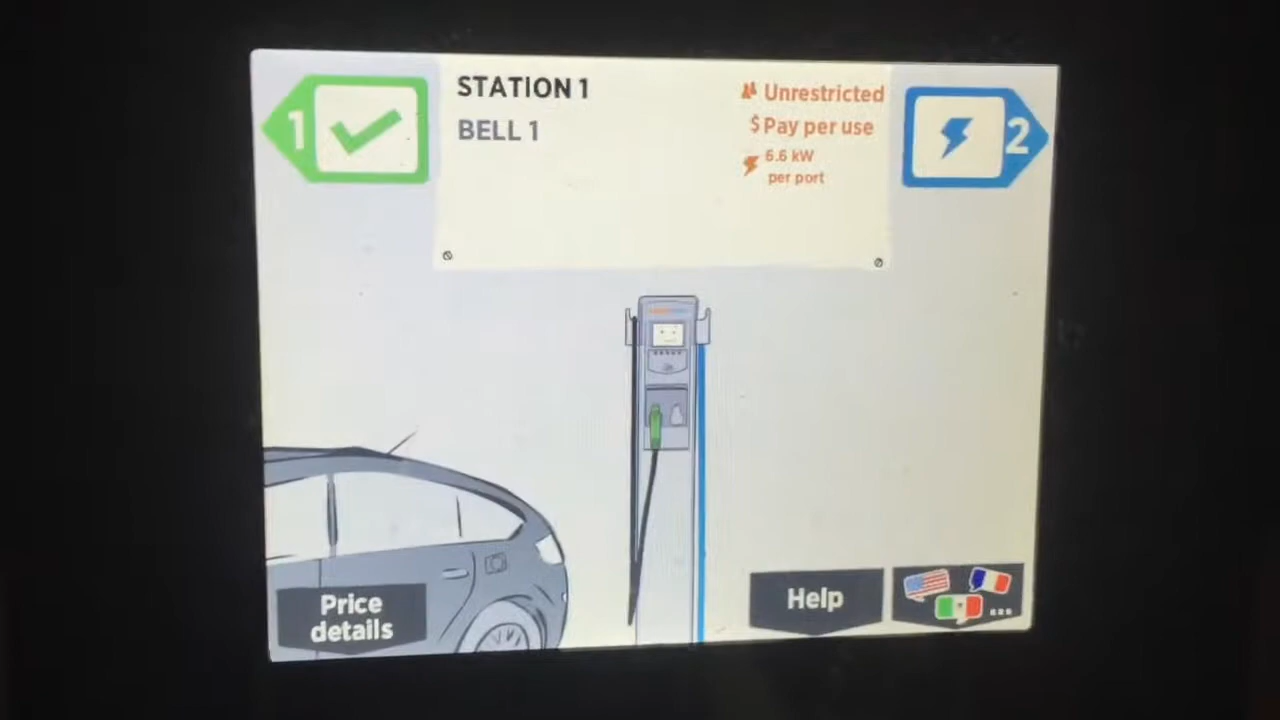 1
STATION 1
BELL 1
Unrestricted
$ Pay per use
6.6 kW
per port
2
Price
details
Help